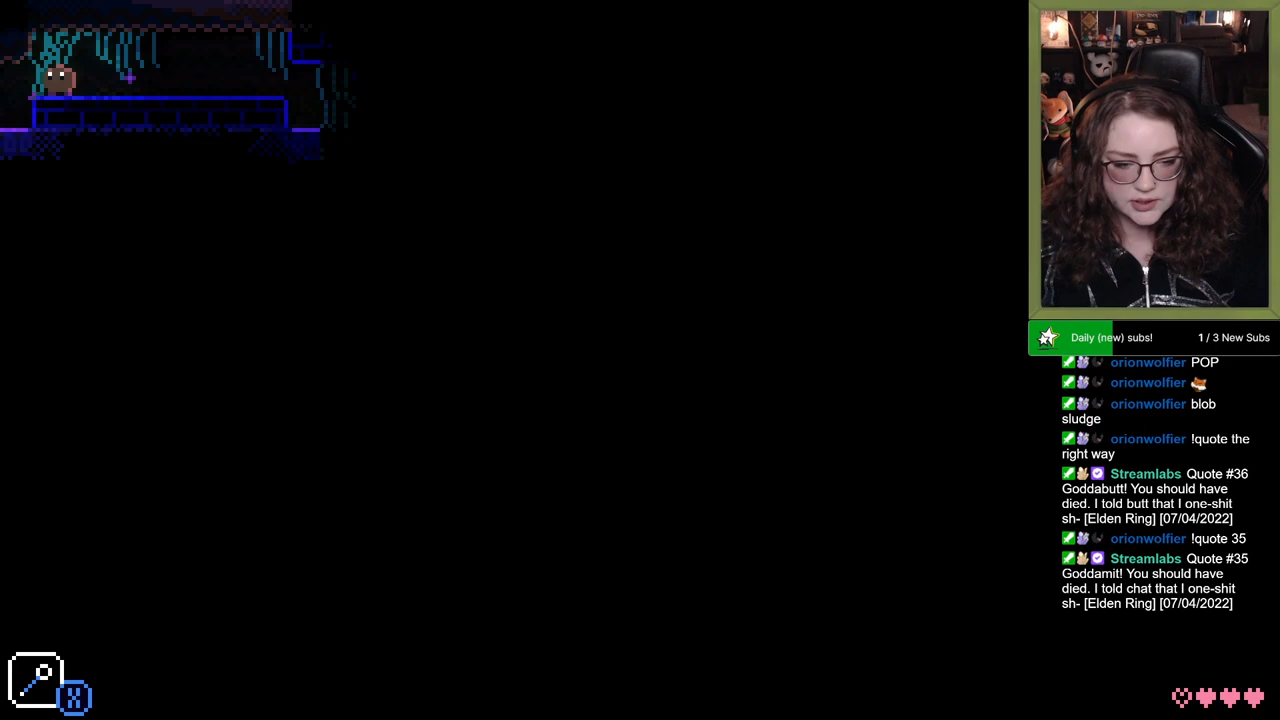 Daily (new) subs! 1 / 3 New Subs
orionwolfier POP
orionwolfier
orionwolfier blob
sludge
orionwolfier !quote the
right way
Streamlabs Quote #36
Goddabutt! You should have
died. I told butt that I one-shit
sh- [Elden Ring] [07/04/2022]
orionwolfier !quote 35
Streamlabs Quote #35
Goddamit! You should have
died. I told chat that I one-shit
sh- [Elden Ring] [07/04/2022]
X